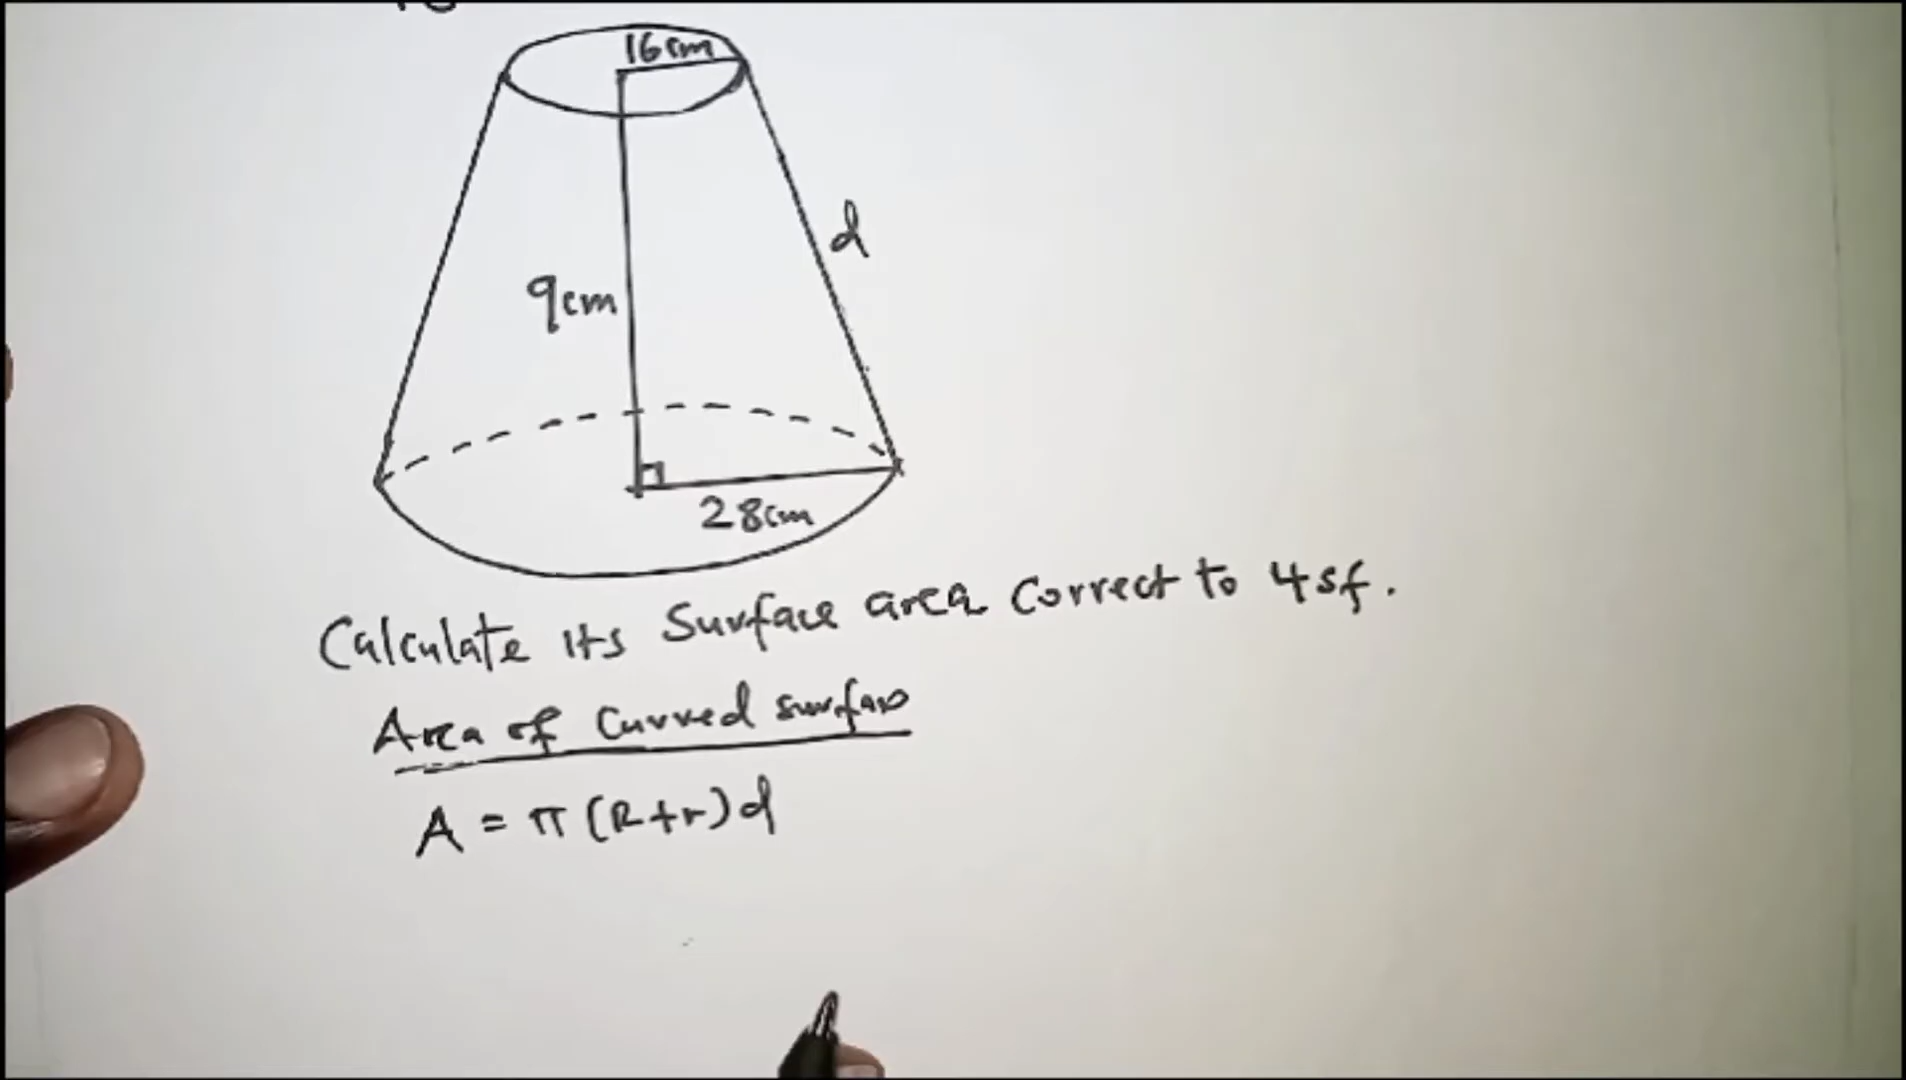 16cm
d
9cm
28cm
Calculate its Surface area Correct to 4sf.
Area of Curved surface
A = π (R+r)d